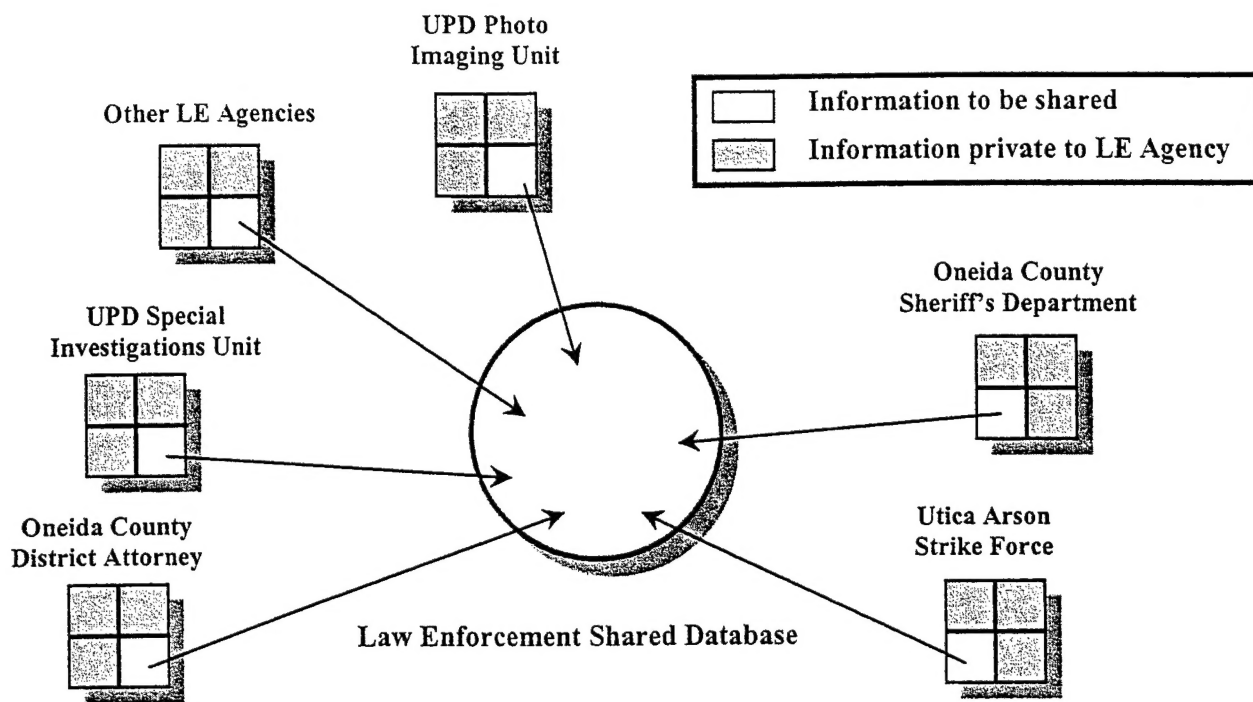 UPD Photo
Imaging Unit
Other LE Agencies
Information to be shared
Information private to LE Agency
Oneida County
Sheriff's Department
UPD Special
Investigations Unit
Oneida County
District Attorney
Utica Arson
Strike Force
Law Enforcement Shared Database